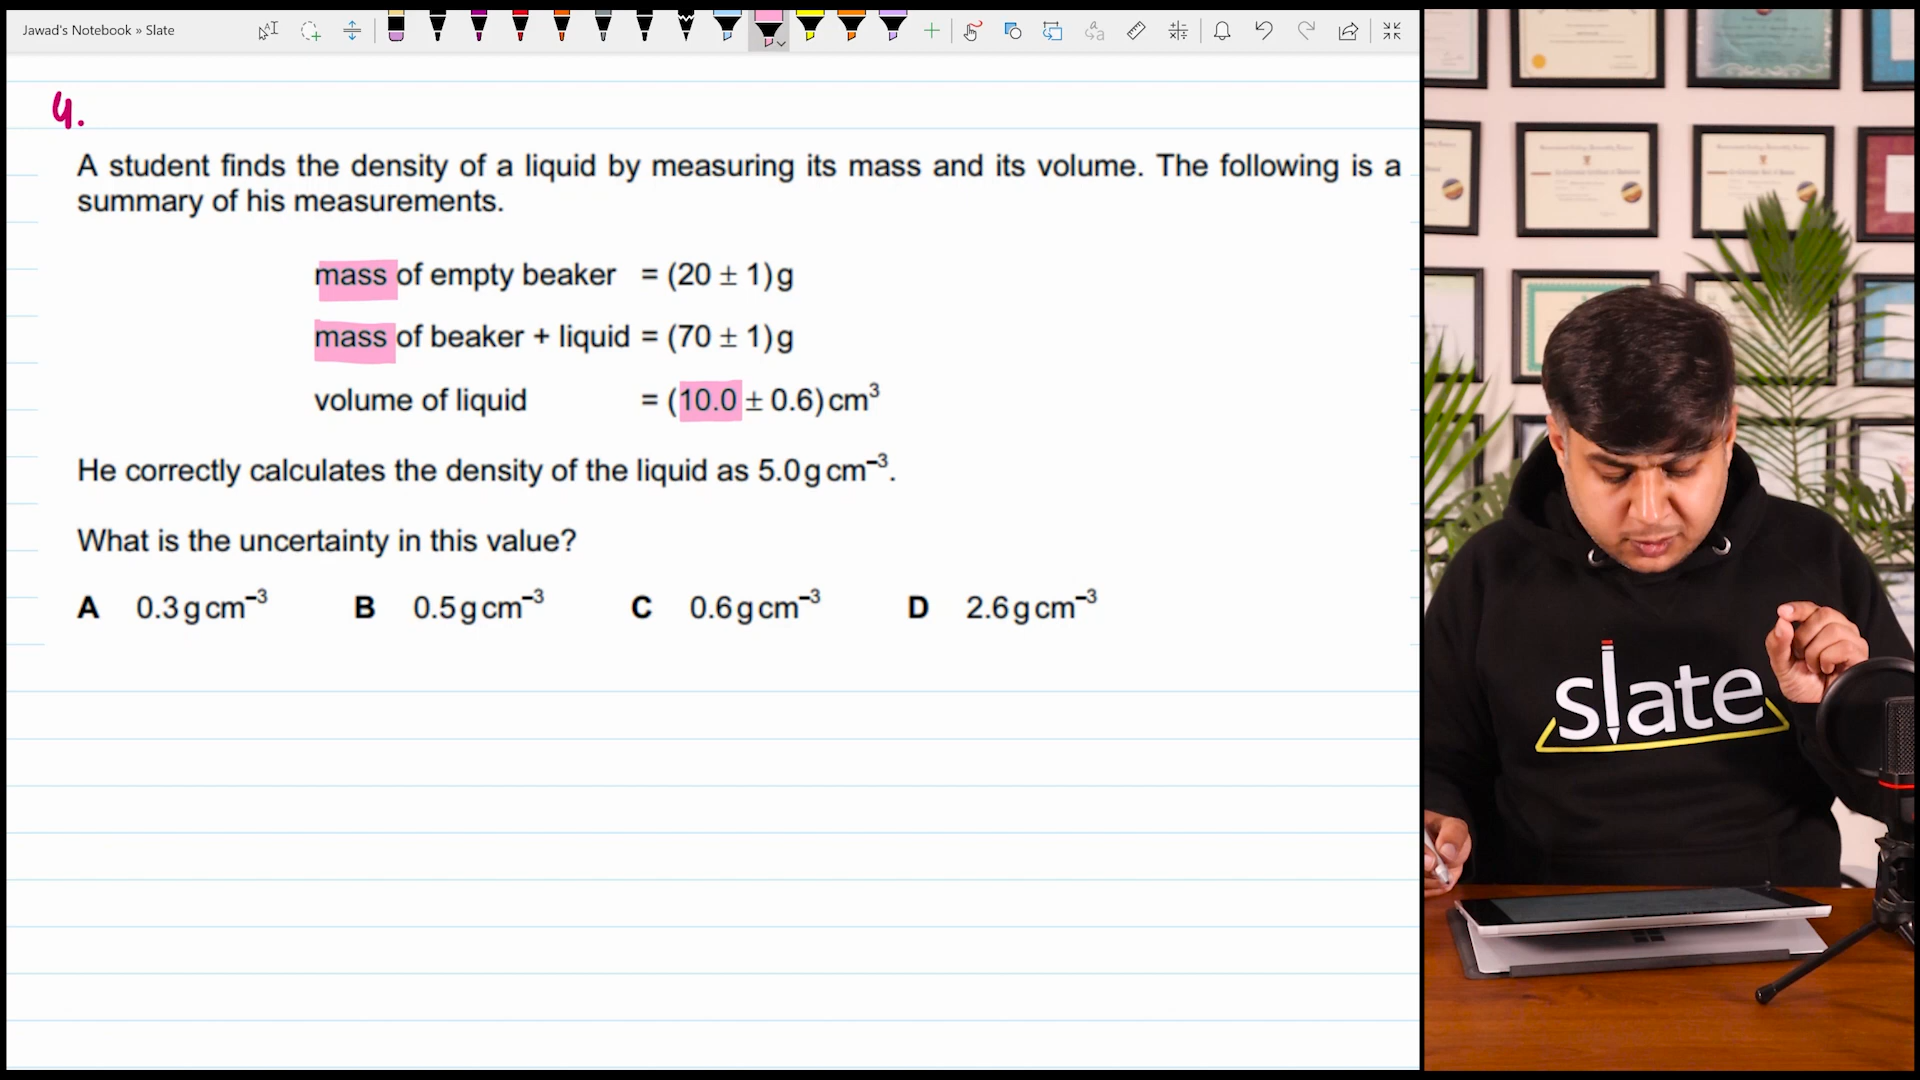 Jawad's Notebook » Slate
4.
A student finds the density of a liquid by measuring its mass and its volume. The following is a
summary of his measurements.
mass of empty beaker = (20 ± 1) g
mass of beaker + liquid = (70 ± 1) g
volume of liquid = (10.0 ± 0.6) cm³
He correctly calculates the density of the liquid as 5.0 g cm⁻³.
What is the uncertainty in this value?
A 0.3 g cm⁻³ B 0.5 g cm⁻³ C 0.6 g cm⁻³ D 2.6 g cm⁻³
slate